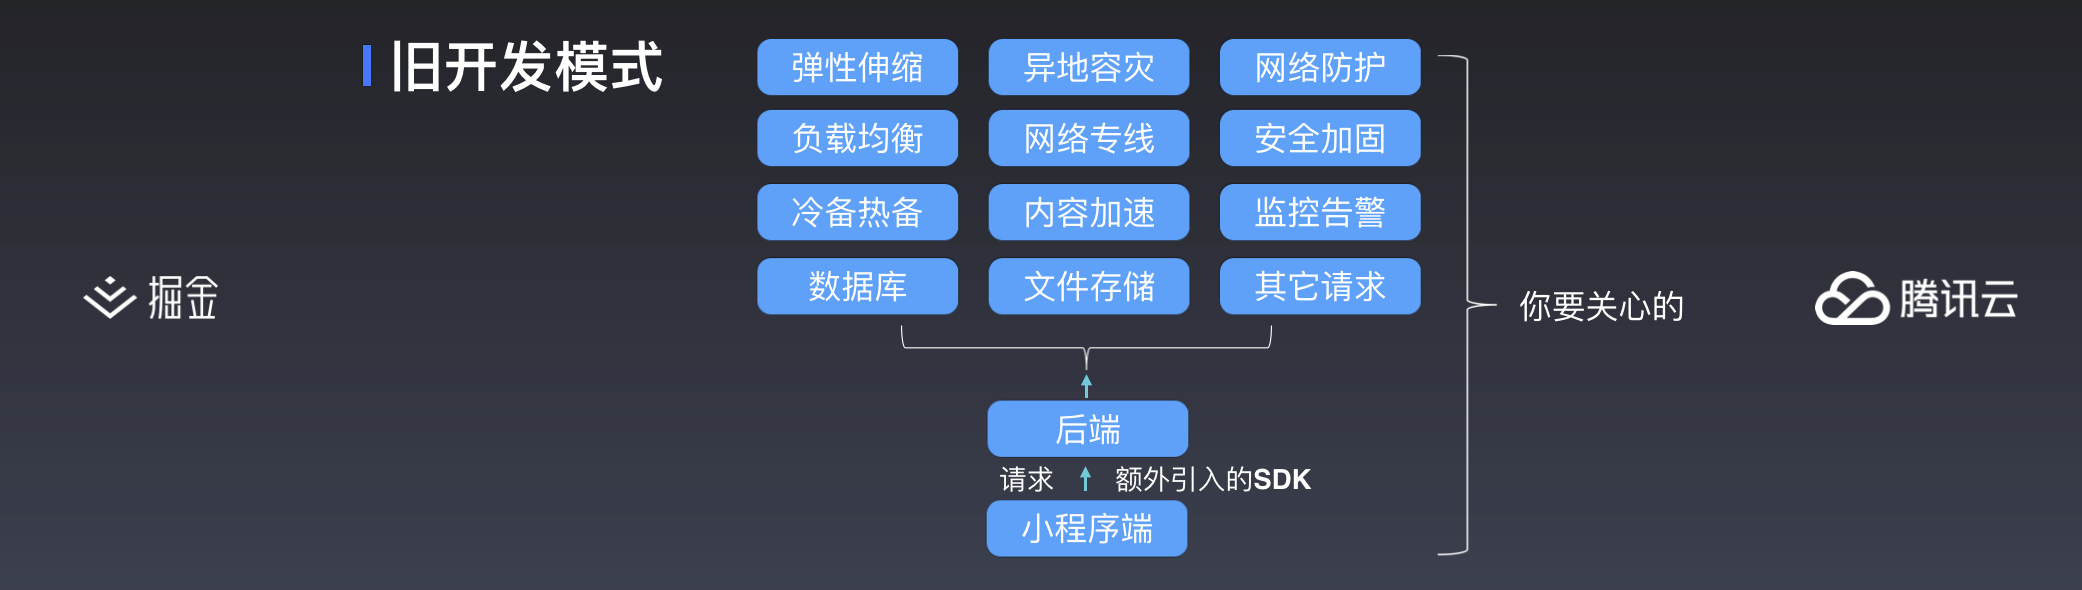 旧开发模式
弹性伸缩 异地容灾 网络防护
负载均衡 网络专线 安全加固
冷备热备 内容加速 监控告警
数据库 文件存储 其它请求
掘金
你要关心的
腾讯云
后端
请求 额外引入的SDK
小程序端